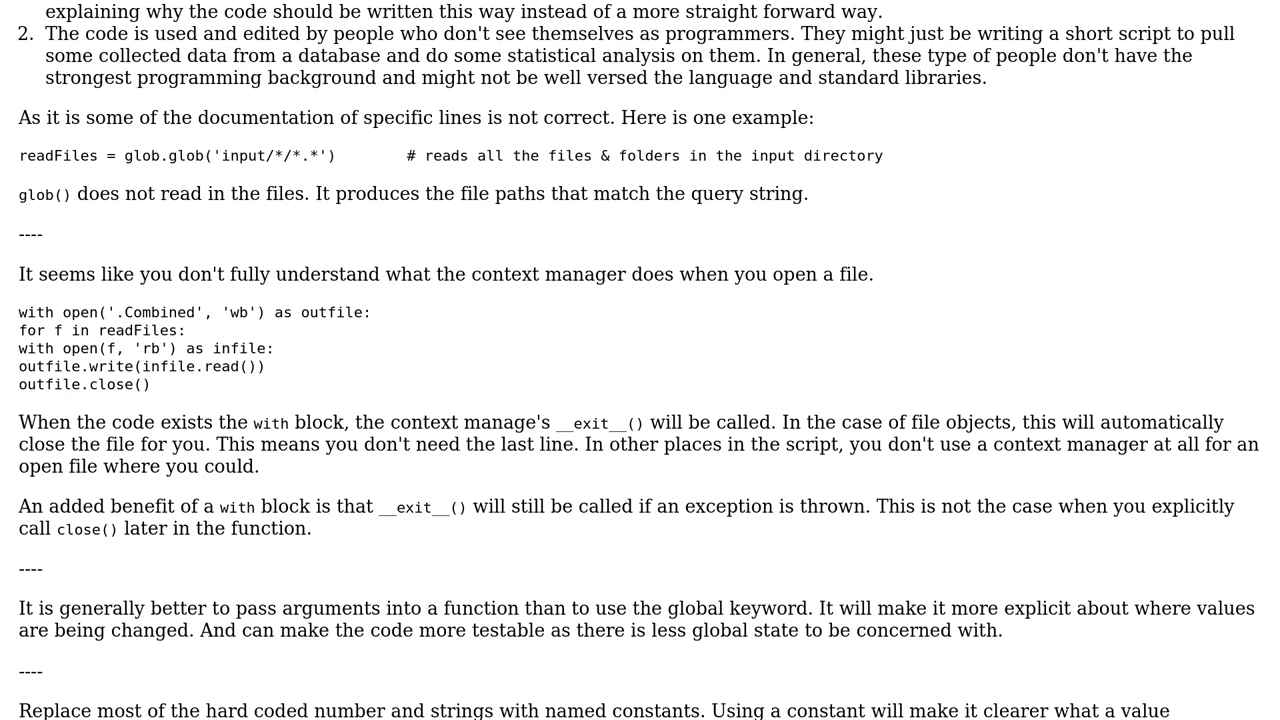 explaining why the code should be written this way instead of a more straight forward way.
2. The code is used and edited by people who don't see themselves as programmers. They might just be writing a short script to pull
some collected data from a database and do some statistical analysis on them. In general, these type of people don't have the
strongest programming background and might not be well versed the language and standard libraries.
As it is some of the documentation of specific lines is not correct. Here is one example:
readFiles = glob.glob('input/*/*.*')        # reads all the files & folders in the input directory
glob() does not read in the files. It produces the file paths that match the query string.
----
It seems like you don't fully understand what the context manager does when you open a file.
with open('.Combined', 'wb') as outfile:
for f in readFiles:
with open(f, 'rb') as infile:
outfile.write(infile.read())
outfile.close()
When the code exists the with block, the context manage's __exit__() will be called. In the case of file objects, this will automatically
close the file for you. This means you don't need the last line. In other places in the script, you don't use a context manager at all for an
open file where you could.
An added benefit of a with block is that __exit__() will still be called if an exception is thrown. This is not the case when you explicitly
call close() later in the function.
----
It is generally better to pass arguments into a function than to use the global keyword. It will make it more explicit about where values
are being changed. And can make the code more testable as there is less global state to be concerned with.
----
Replace most of the hard coded number and strings with named constants. Using a constant will make it clearer what a value